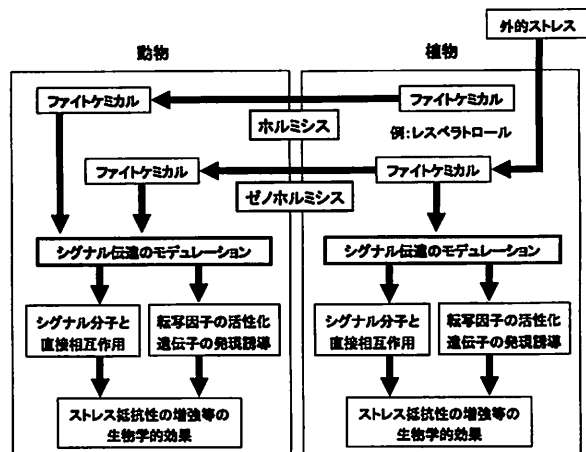 外的ストレス
動物
植物
ファイトケミカル
ファイトケミカル
ホルミシス
例:レスベラトロール
ファイトケミカル
ファイトケミカル
ゼノホルミシス
シグナル伝達のモデュレーション
シグナル伝達のモデュレーション
シグナル分子と
直接相互作用
転写因子の活性化
遺伝子の発現誘導
シグナル分子と
直接相互作用
転写因子の活性化
遺伝子の発現誘導
ストレス抵抗性の増強等の
生物学的効果
ストレス抵抗性の増強等の
生物学的効果